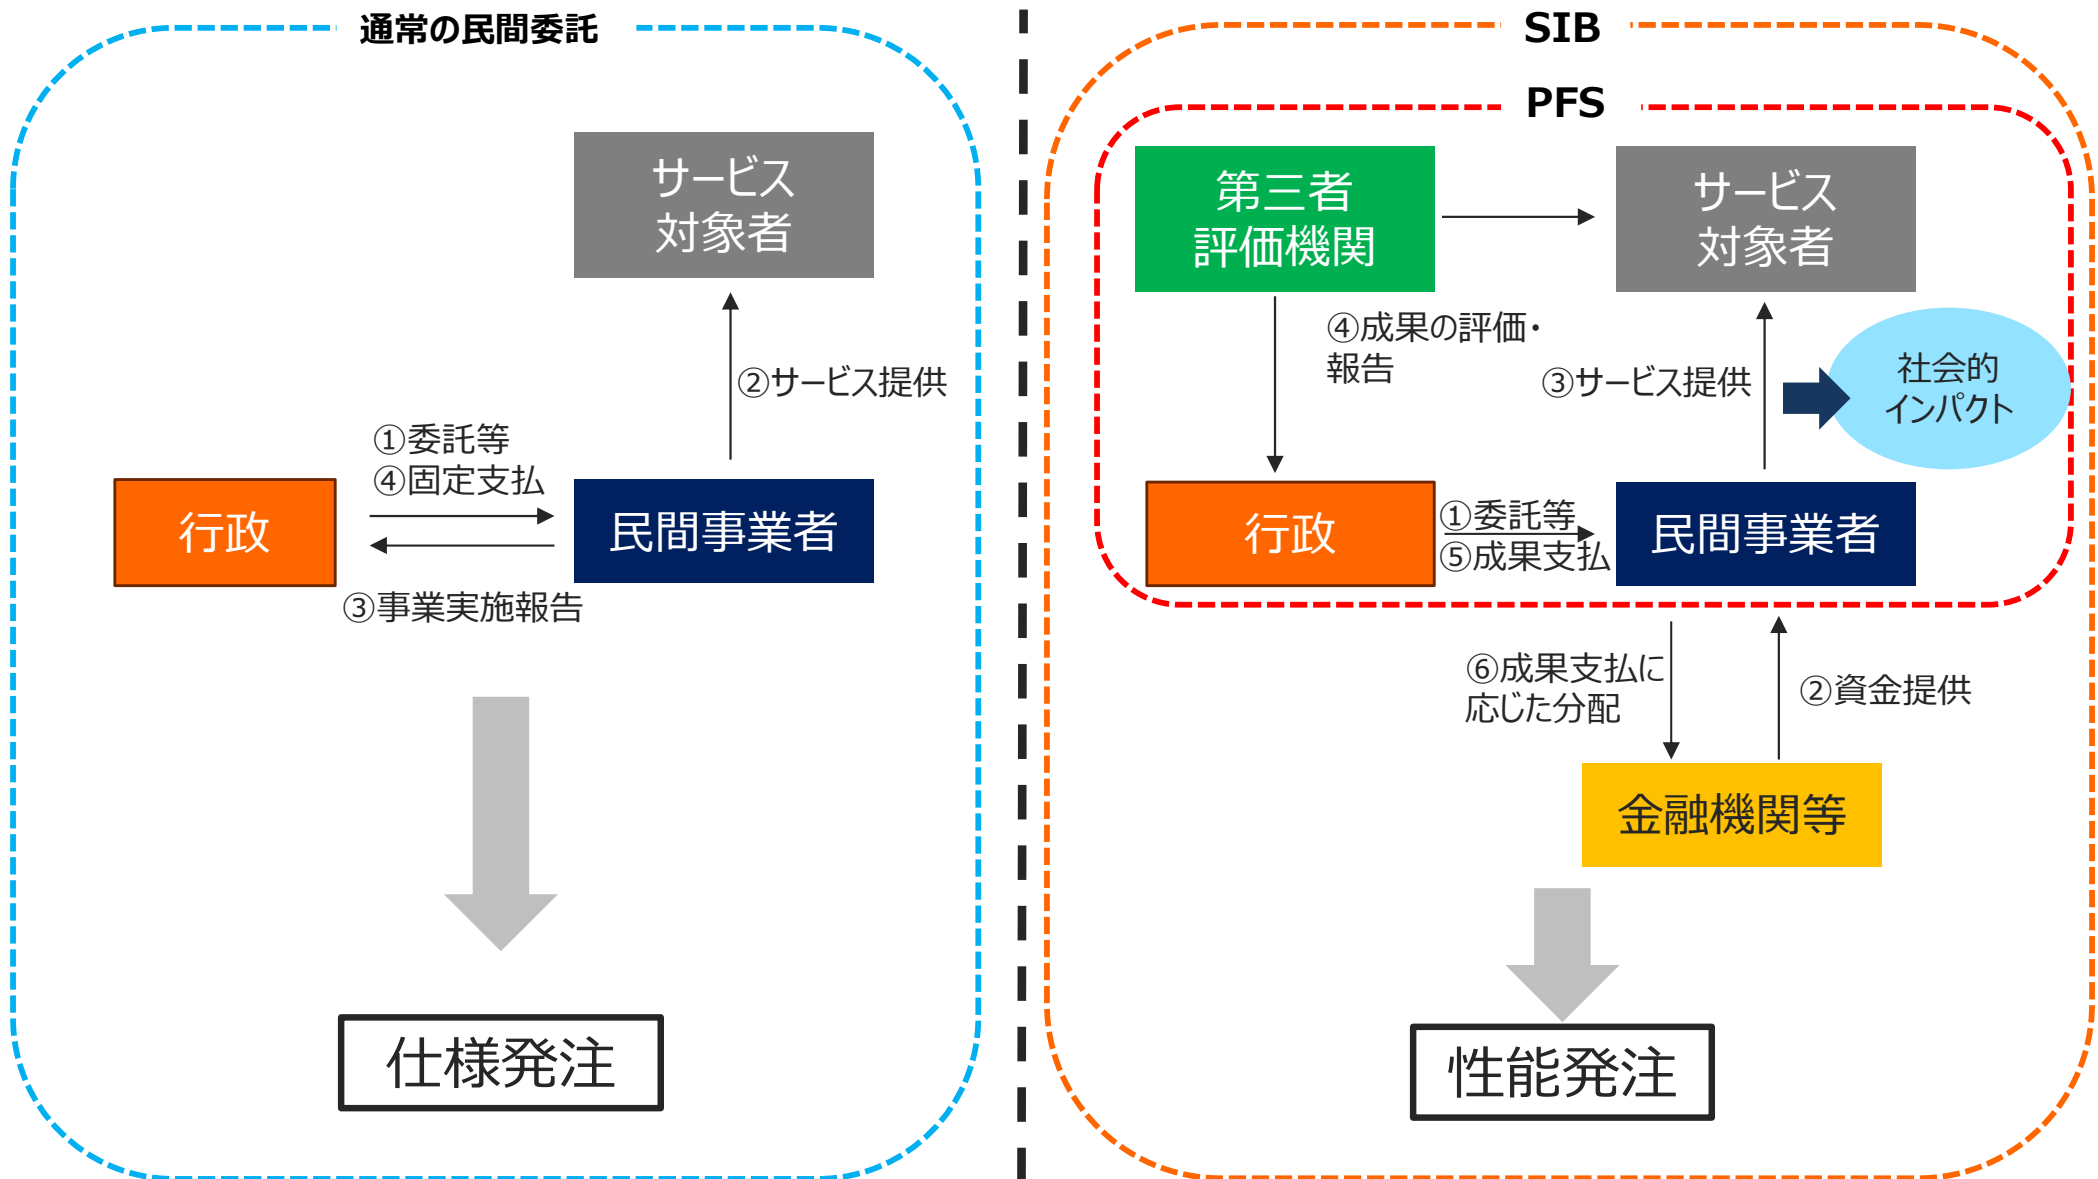 通常の民間委託
サービス
対象者
②サービス提供
①委託等
④固定支払
行政
民間事業者
③事業実施報告
仕様発注
SIB
PFS
第三者
評価機関
サービス
対象者
④成果の評価・
報告
③サービス提供
社会的
インパクト
行政
①委託等
⑤成果支払
民間事業者
⑥成果支払に
応じた分配
②資金提供
金融機関等
性能発注